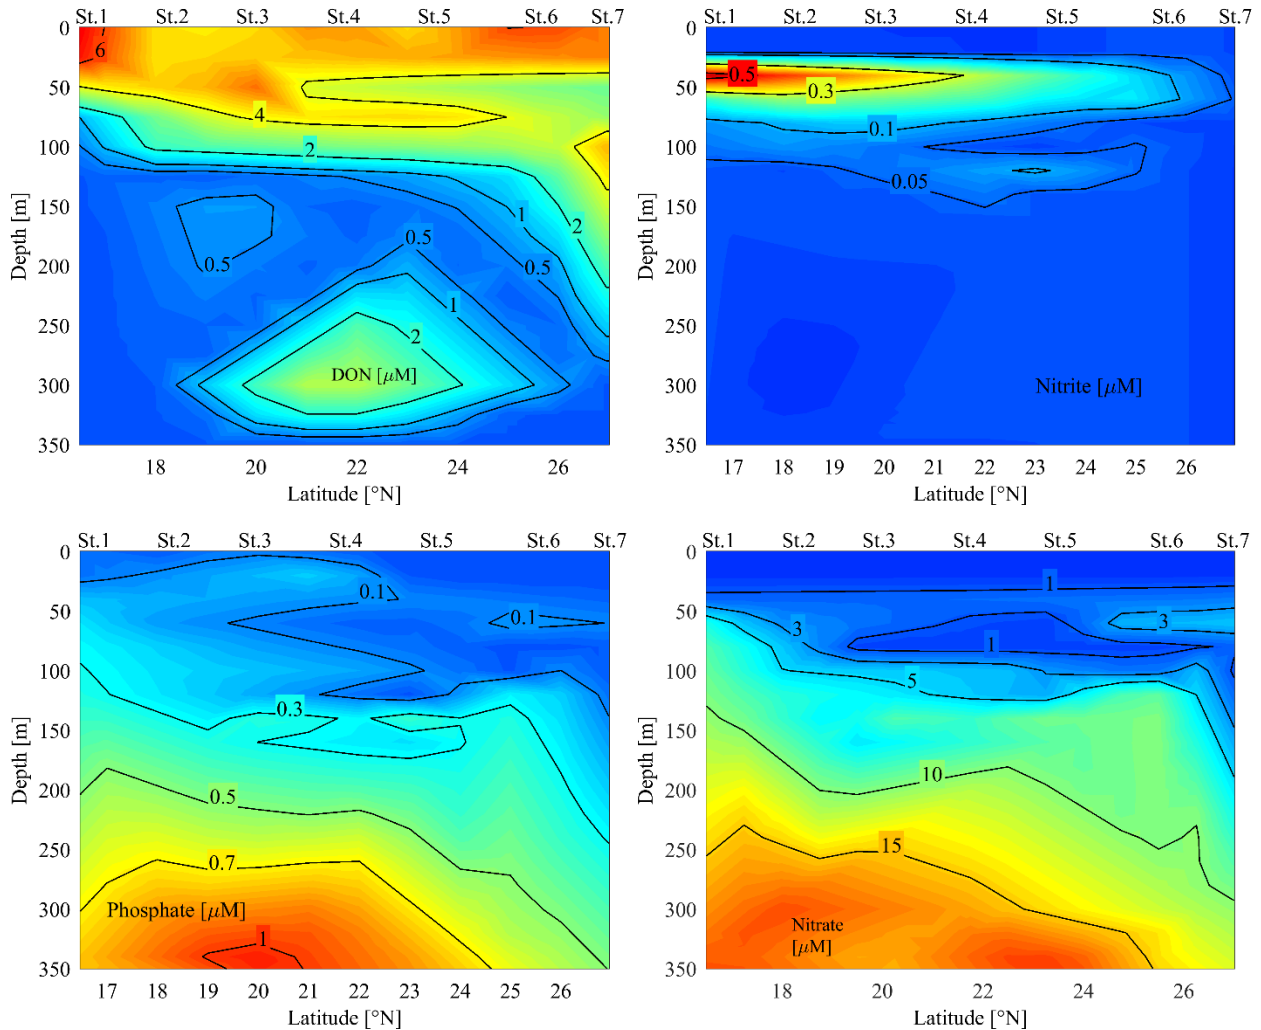 St.1 St.2 St.3 St.4 St.5 St.6 St.7
0
50
100
150
200
250
300
350
Depth [m]
6
4
2
1
2
0.5
0.5
0.5
1
2
DON [μM]
18 20 22 24 26
Latitude [°N]
St.1 St.2 St.3 St.4 St.5 St.6 St.7
0
50
100
150
200
250
300
350
Depth [m]
0.5
0.3
0.1
0.05
Nitrite [μM]
17 18 19 20 21 22 23 24 25 26
Latitude [°N]
St.1 St.2 St.3 St.4 St.5 St.6 St.7
0
50
100
150
200
250
300
350
Depth [m]
0.1
0.1
0.3
0.5
0.7
Phosphate [μM]
1
17 18 19 20 21 22 23 24 25 26
Latitude [°N]
St.1 St.2 St.3 St.4 St.5 St.6 St.7
0
50
100
150
200
250
300
350
Depth [m]
1
3
3
1
5
10
15
Nitrate
[μM]
18 20 22 24 26
Latitude [°N]